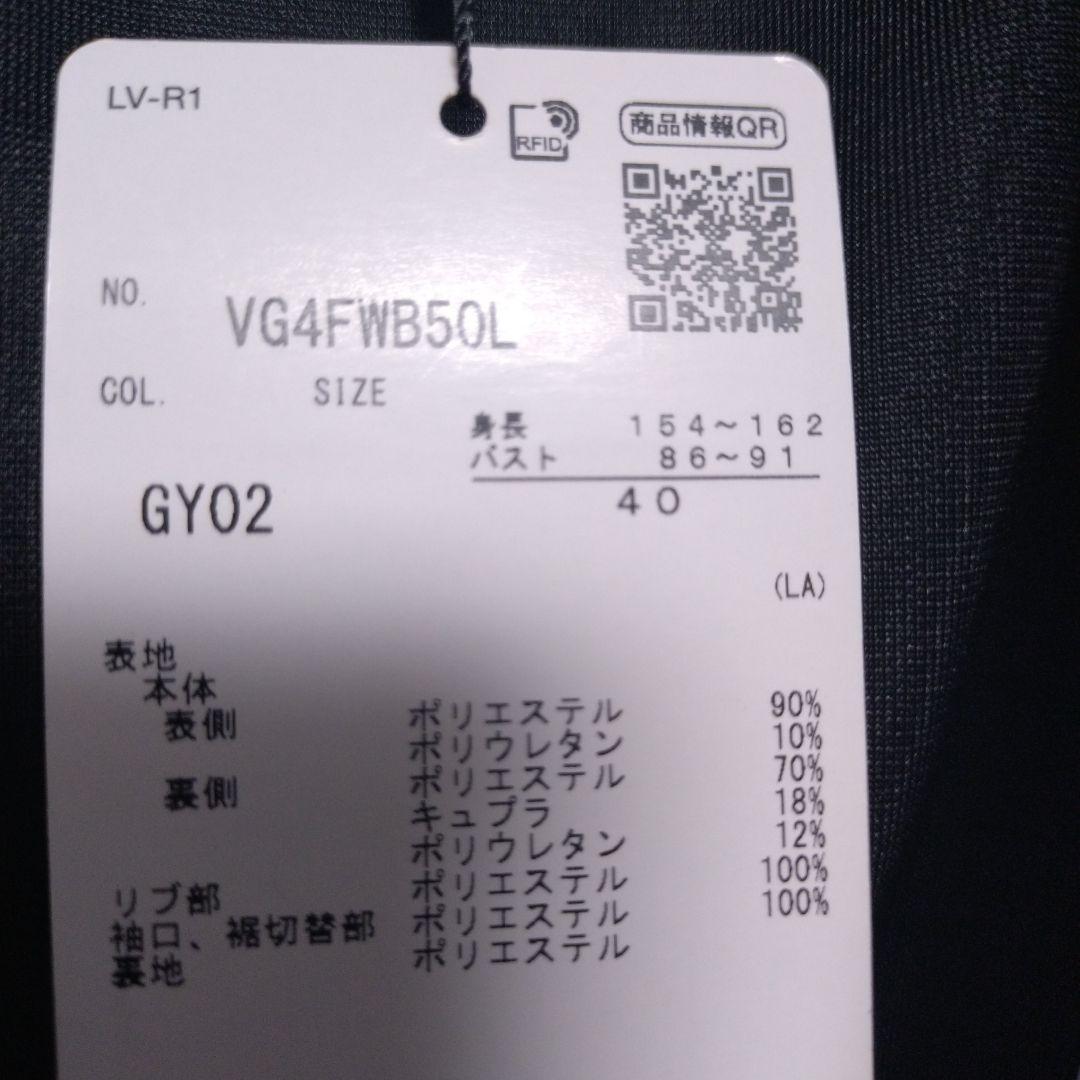 LV-R1
RFID
商品情報QR
NO.
VG4FWB50L
COL. SIZE
身長 154～162
バスト 86～91
40
GY02
(LA)
表地
本体
表側 ポリエステル 90%
ポリウレタン 10%
裏側 ポリエステル 70%
キュプラ 18%
ポリウレタン 12%
リブ部 ポリエステル 100%
袖口、裾切替部 ポリエステル 100%
裏地 ポリエステル